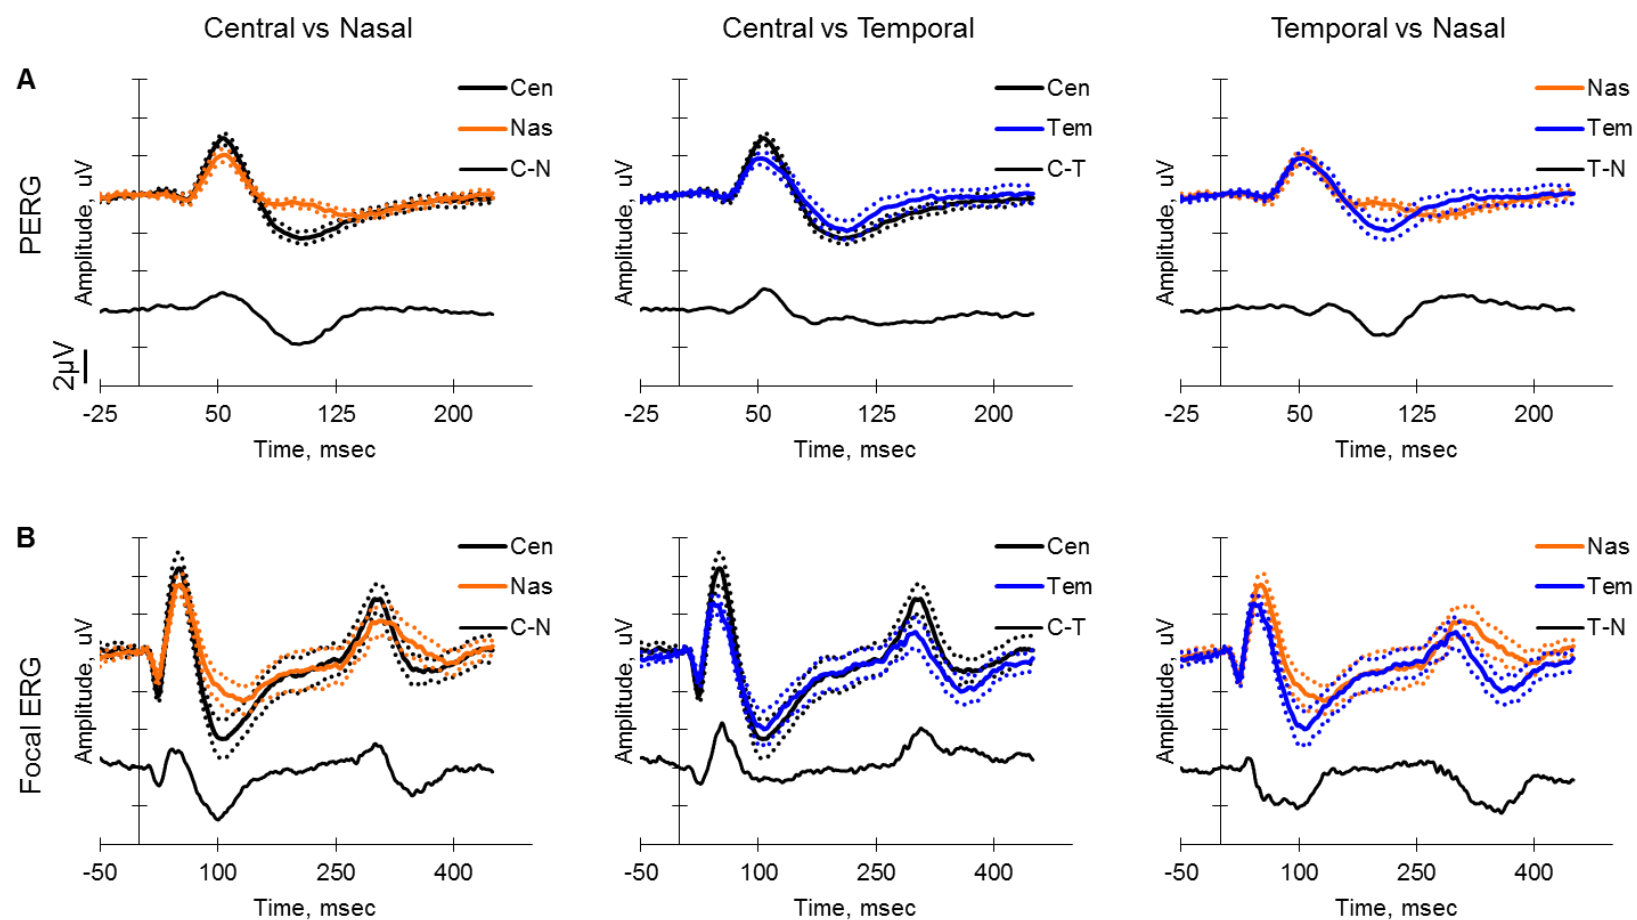 Central vs Nasal
Central vs Temporal
Temporal vs Nasal
A
PERG
Amplitude, uV
2µV
Cen
Nas
C-N
-25 50 125 200
Time, msec
Amplitude, uV
Cen
Tem
C-T
-25 50 125 200
Time, msec
Amplitude, uV
Nas
Tem
T-N
-25 50 125 200
Time, msec
B
Focal ERG
Amplitude, uV
Cen
Nas
C-N
-50 100 250 400
Time, msec
Amplitude, uV
Cen
Tem
C-T
-50 100 250 400
Time, msec
Amplitude, uV
Nas
Tem
T-N
-50 100 250 400
Time, msec